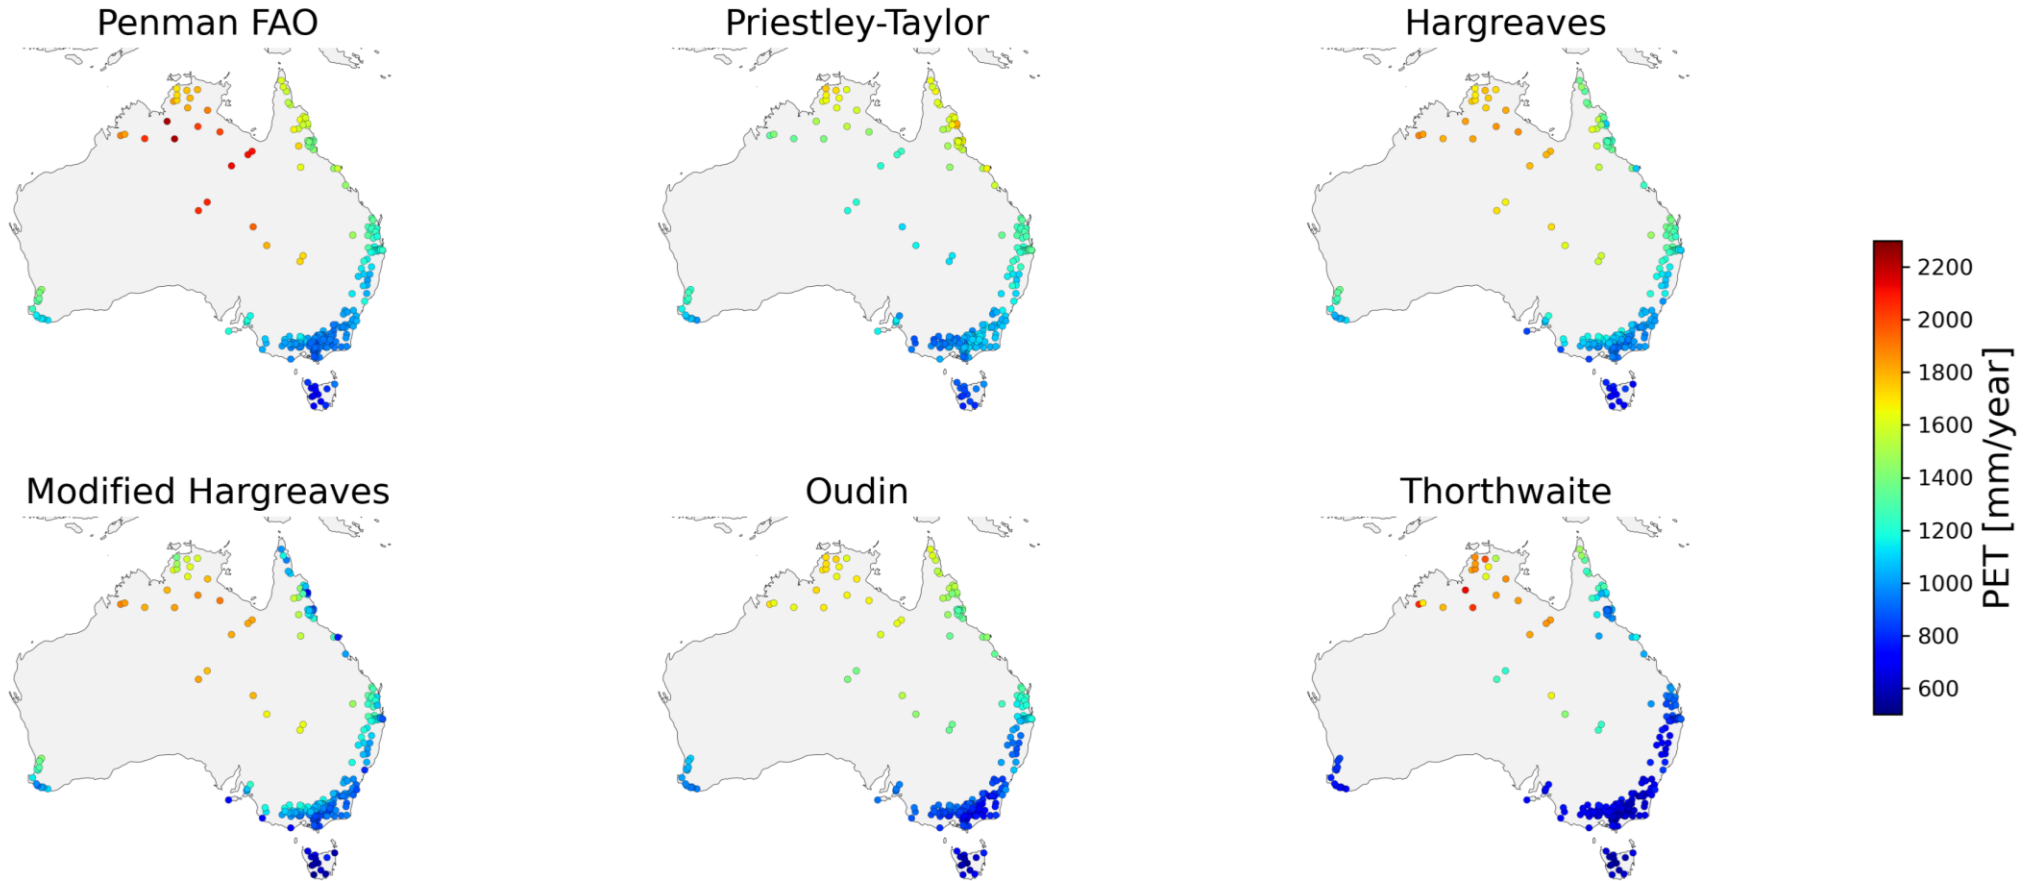 Penman FAO
Priestley-Taylor
Hargreaves
Modified Hargreaves
Oudin
Thorthwaite
2200
2000
1800
1600
1400
1200
1000
800
600
PET [mm/year]